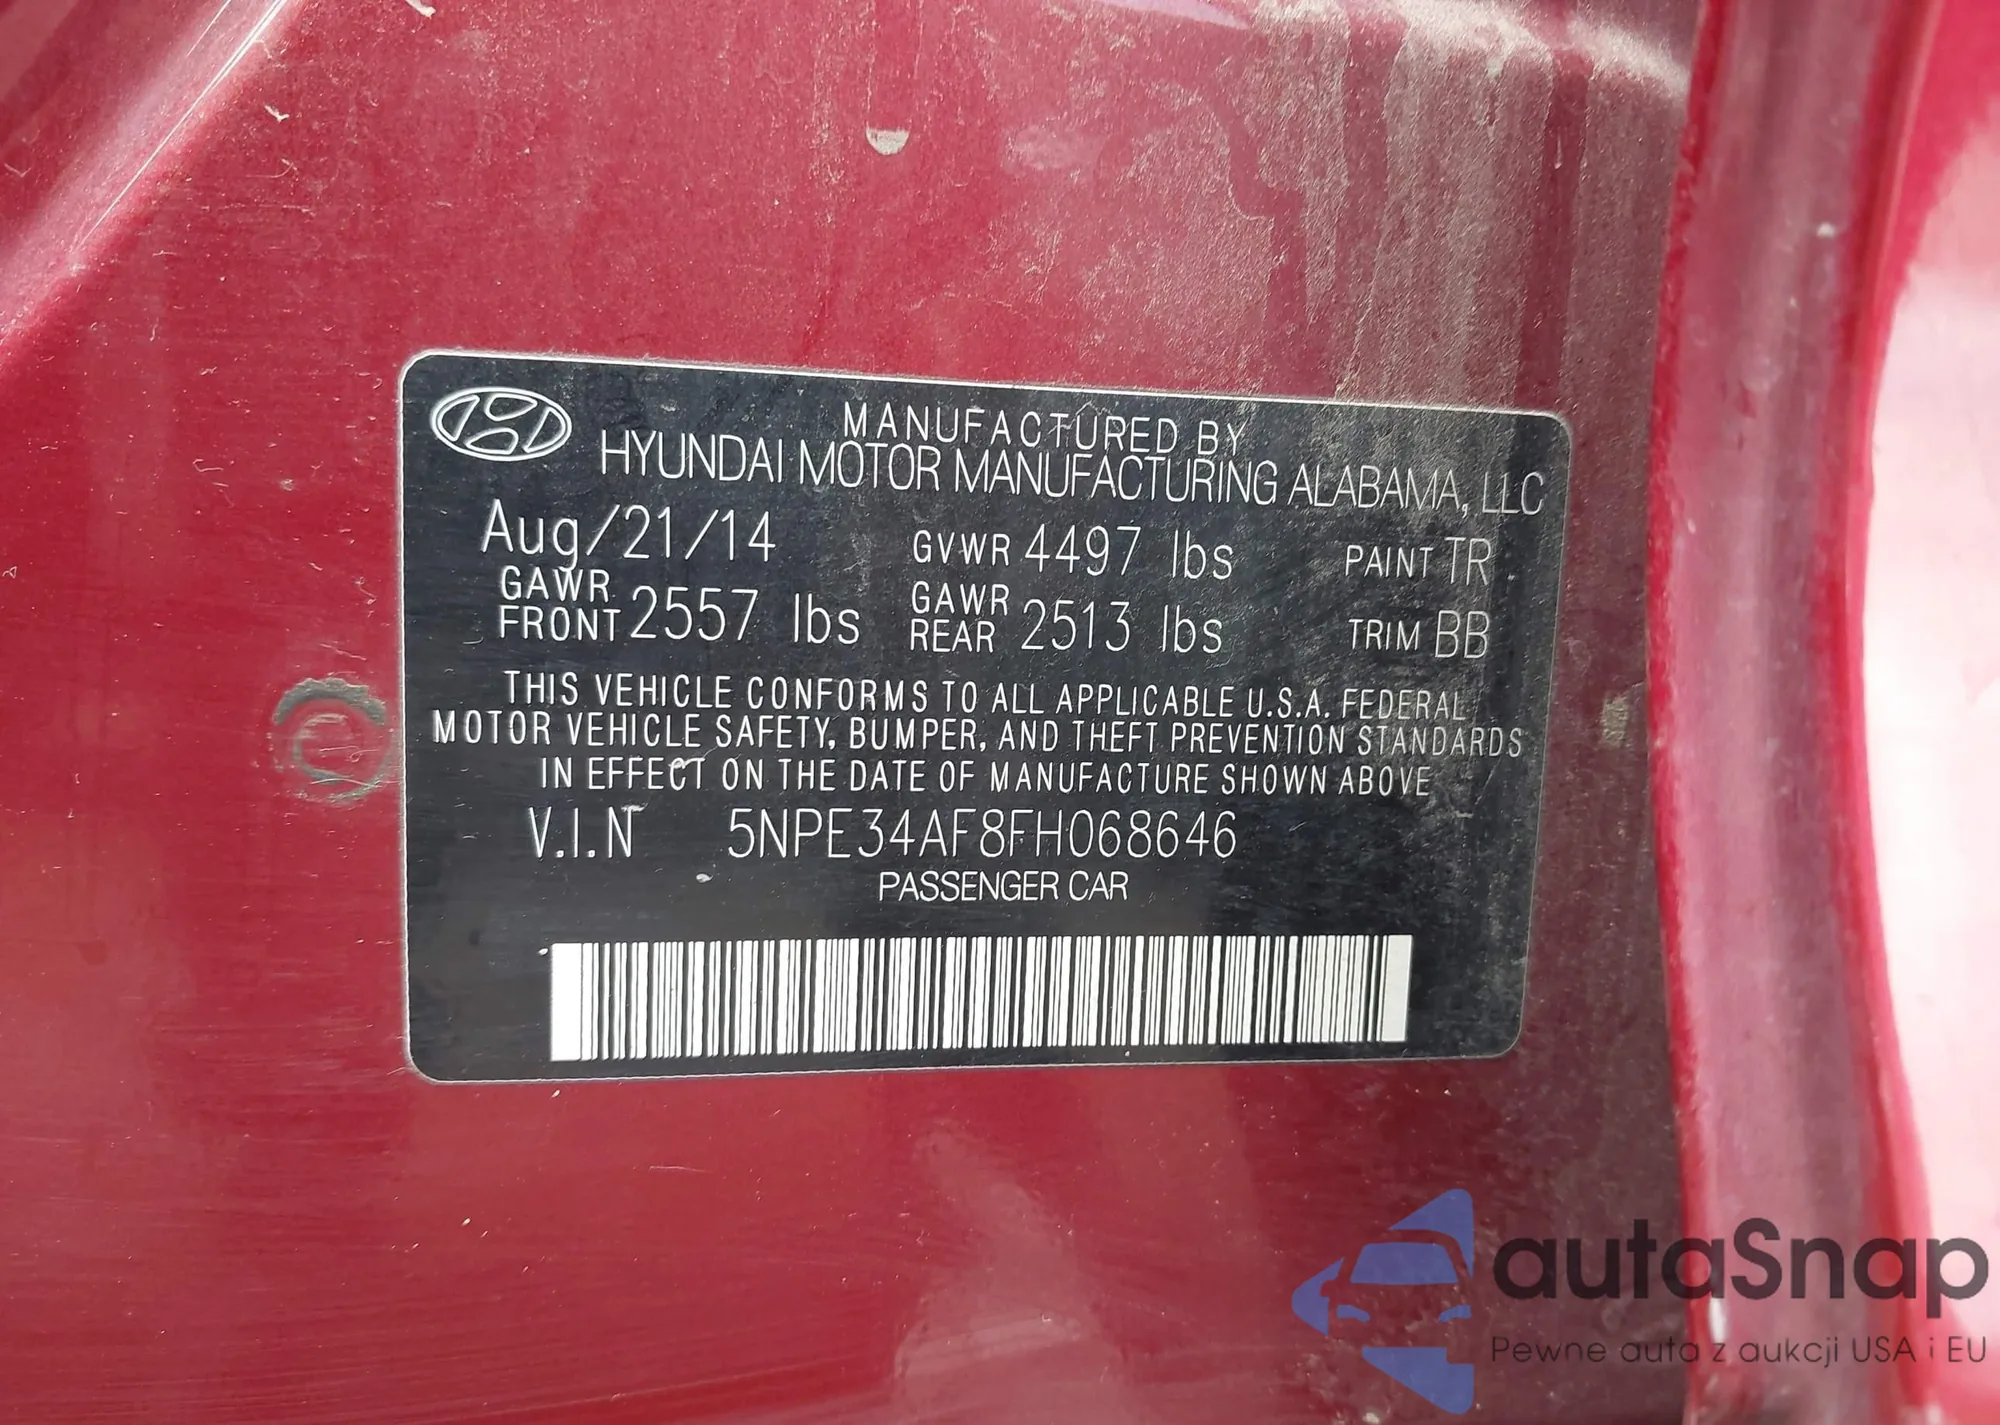 MANUFACTURED BY
HYUNDAI MOTOR MANUFACTURING ALABAMA, LLC
Aug/21/14 GVWR 4497 lbs PAINT TR
GAWR FRONT 2557 lbs GAWR REAR 2513 lbs TRIM BB
THIS VEHICLE CONFORMS TO ALL APPLICABLE U.S.A. FEDERAL
MOTOR VEHICLE SAFETY, BUMPER, AND THEFT PREVENTION STANDARDS
IN EFFECT ON THE DATE OF MANUFACTURE SHOWN ABOVE
V.I.N 5NPE34AF8FH068646
PASSENGER CAR
autaSnap
Pewne auta z aukcji USA i EU